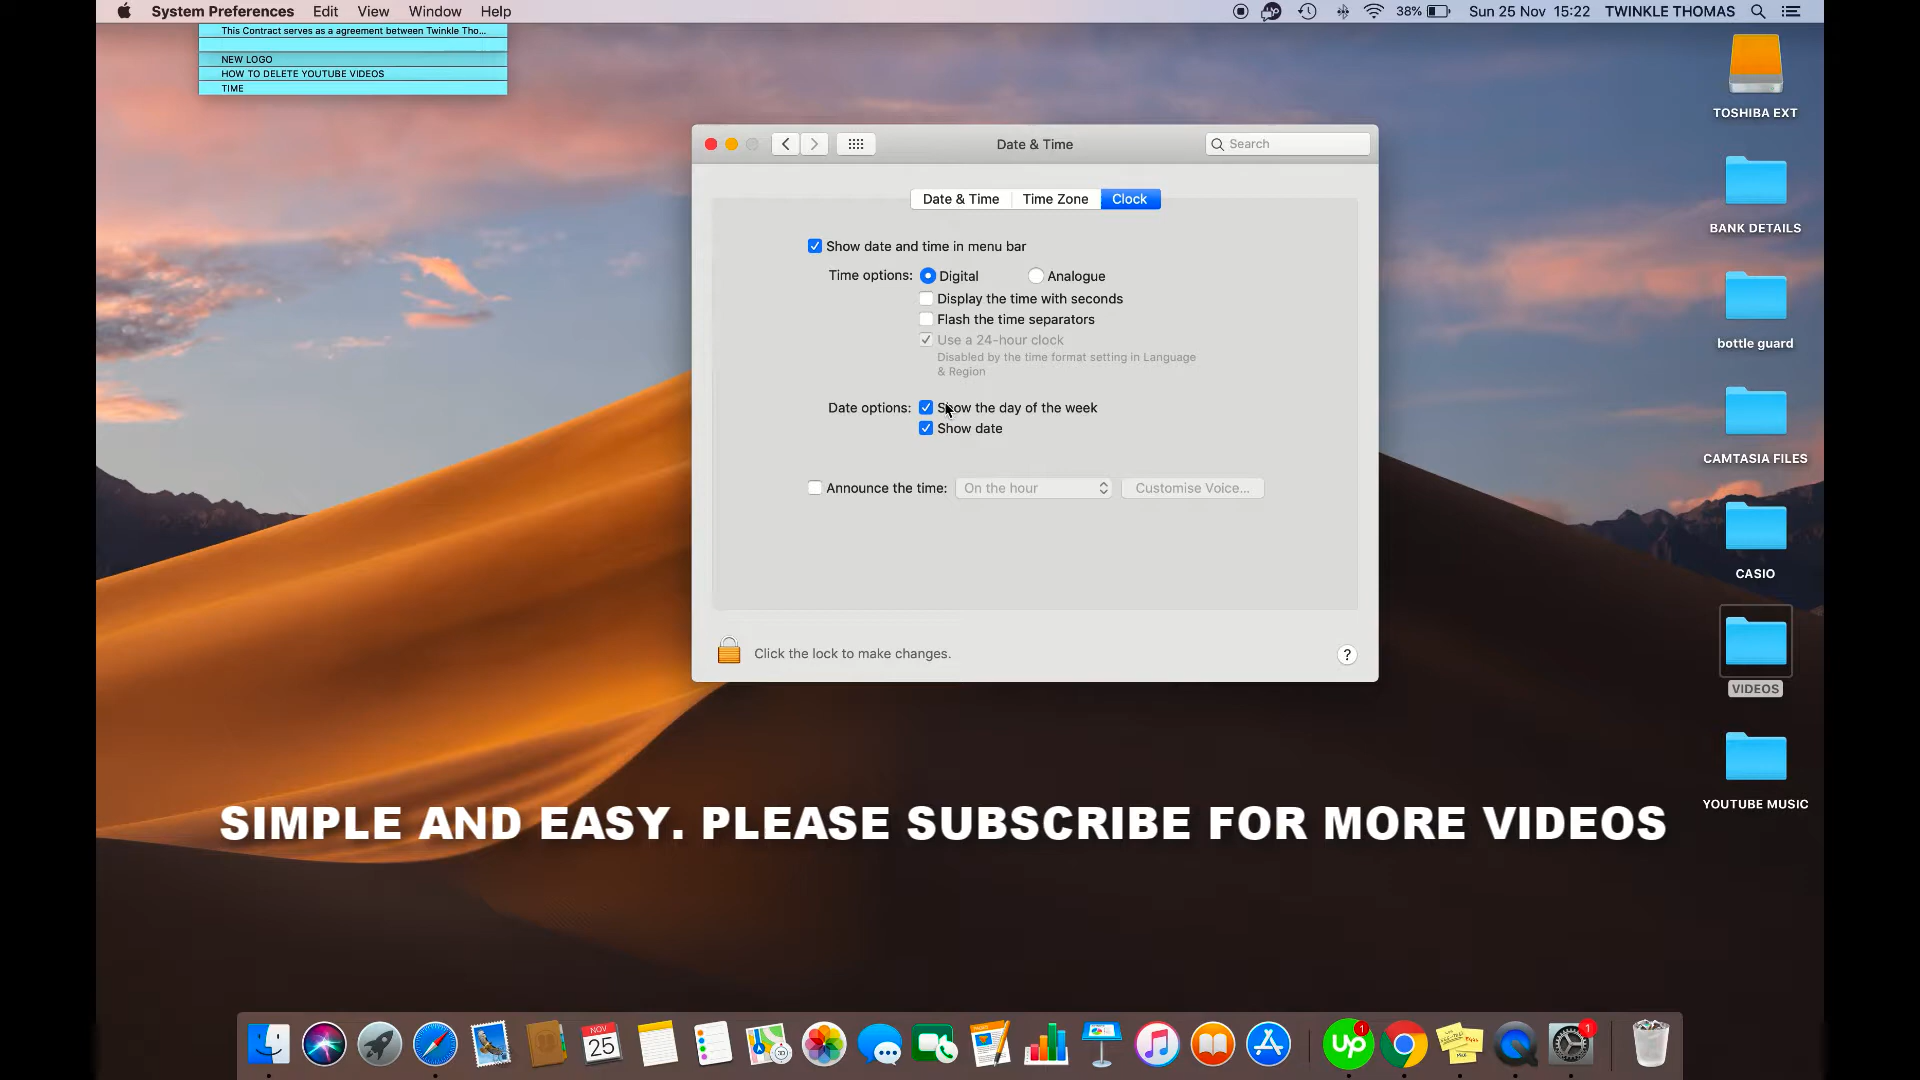 System Preferences Edit View Window Help 38% Sun 25 Nov 15:22 TWINKLE THOMAS
This Contract serves as a agreement between Twinkle Tho...
NEW LOGO
HOW TO DELETE YOUTUBE VIDEOS
TIME
TOSHIBA EXT
BANK DETAILS
bottle guard
CAMTASIA FILES
CASIO
VIDEOS
YOUTUBE MUSIC
Date & Time
Search
Date & Time Time Zone Clock
Show date and time in menu bar
Time options: Digital Analogue
Display the time with seconds
Flash the time separators
Use a 24-hour clock
Disabled by the time format setting in Language
& Region
Date options: Show the day of the week
Show date
Announce the time: On the hour Customise Voice...
Click the lock to make changes.
?
SIMPLE AND EASY. PLEASE SUBSCRIBE FOR MORE VIDEOS
NOV
25
up
1
1